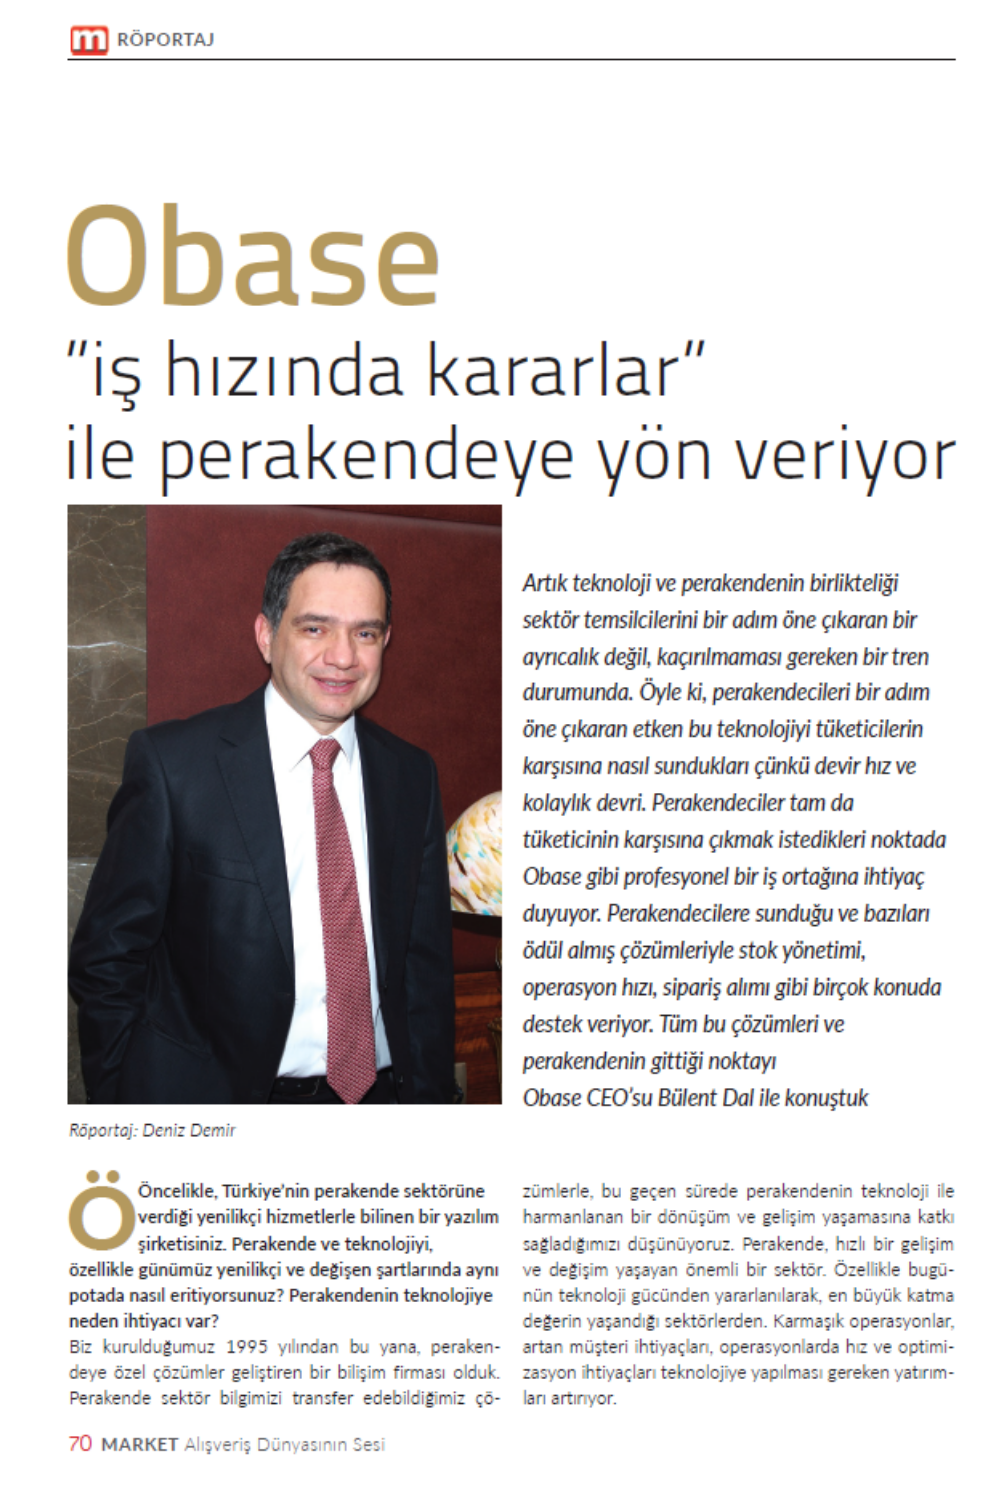 m RÖPORTAJ
Obase
"iş hızında kararlar"
ile perakendeye yön veriyor
Artık teknoloji ve perakendenin birlikteliği
sektör temsilcilerini bir adım öne çıkaran bir
ayrıcalık değil, kaçırılmaması gereken bir tren
durumunda. Öyle ki, perakendecileri bir adım
öne çıkaran etken bu teknolojiyi tüketicilerin
karşısına nasıl sundukları çünkü devir hız ve
kolaylık devri. Perakendeciler tam da
tüketicinin karşısına çıkmak istedikleri noktada
Obase gibi profesyonel bir iş ortağına ihtiyaç
duyuyor. Perakendecilere sunduğu ve bazıları
ödül almış çözümleriyle stok yönetimi,
operasyon hızı, sipariş alımı gibi birçok konuda
destek veriyor. Tüm bu çözümleri ve
perakendenin gittiği noktayı
Obase CEO'su Bülent Dal ile konuştuk
Röportaj: Deniz Demir
Ö Öncelikle, Türkiye'nin perakende sektörüne
verdiği yenilikçi hizmetlerle bilinen bir yazılım
şirketisiniz. Perakende ve teknolojiyi,
özellikle günümüz yenilikçi ve değişen şartlarında aynı
potada nasıl eritiyorsunuz? Perakendenin teknolojiye
neden ihtiyacı var?
Biz kurulduğumuz 1995 yılından bu yana, peraken-
deye özel çözümler geliştiren bir bilişim firması olduk.
Perakende sektör bilgimizi transfer edebildiğimiz çö-
zümlerle, bu geçen sürede perakendenin teknoloji ile
harmanlanan bir dönüşüm ve gelişim yaşamasına katkı
sağladığımızı düşünüyoruz. Perakende, hızlı bir gelişim
ve değişim yaşayan önemli bir sektör. Özellikle bugü-
nün teknoloji gücünden yararlanılarak, en büyük katma
değerin yaşandığı sektörlerden. Karmaşık operasyonlar,
artan müşteri ihtiyaçları, operasyonlarda hız ve optimi-
zasyon ihtiyaçları teknolojiye yapılması gereken yatırım-
ları artırıyor.
70 MARKET Alışveriş Dünyasının Sesi